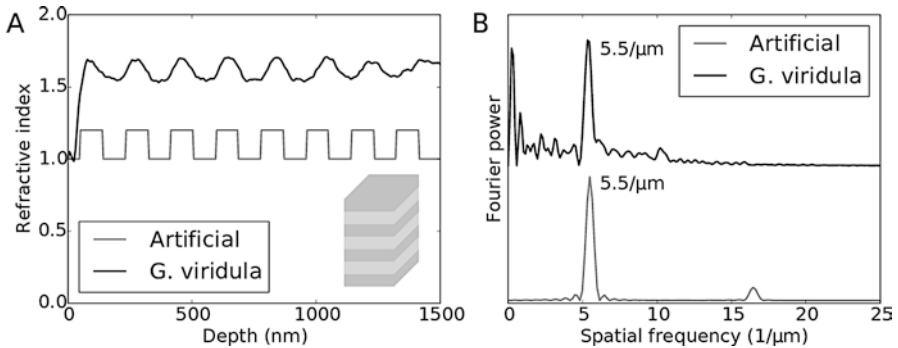 A
2.0
1.5
1.0
0.5
0.0
Refractive index
Artificial
G. viridula
0
500
1000
1500
Depth (nm)
B
5.5/µm
Artificial
G. viridula
5.5/µm
Fourier power
0
5
10
15
20
25
Spatial frequency (1/µm)